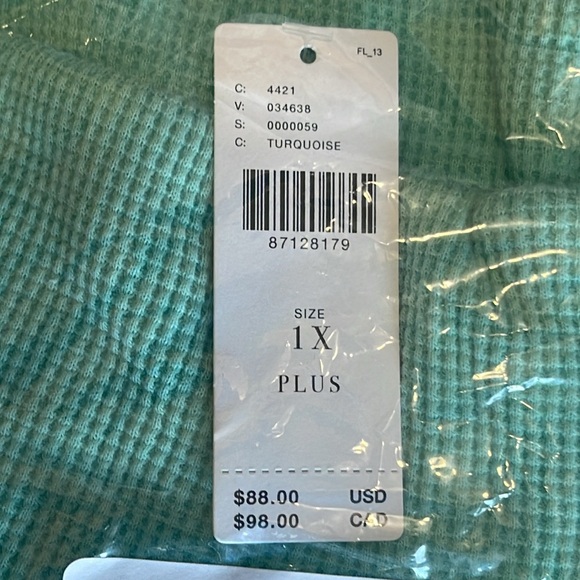 FL_13
C: 4421
V: 034638
S: 0000059
C: TURQUOISE
87128179
SIZE
1X
PLUS
$88.00 USD
$98.00 CAD